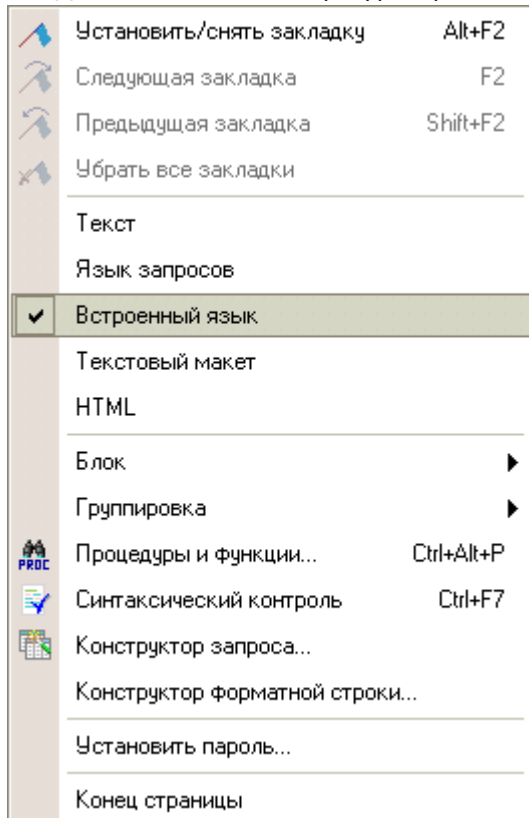 Установить/снять закладку Alt+F2
Следующая закладка F2
Предыдущая закладка Shift+F2
Убрать все закладки
Текст
Язык запросов
Встроенный язык
Текстовый макет
HTML
Блок
Группировка
PROC Процедуры и функции... Ctrl+Alt+P
Синтаксический контроль Ctrl+F7
Конструктор запроса...
Конструктор форматной строки...
Установить пароль...
Конец страницы